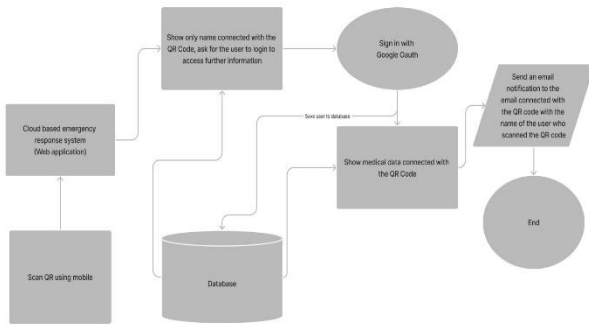 Show only name connected with the
QR Code, ask for the user to login to
access further information
Sign in with
Google Oauth
Send an email
notification to the
email connected with
the QR code with the
name of the user who
scanned the QR code
Save user to database
Cloud based emergency
response system
(Web application)
Show medical data connected with
the QR Code
Scan QR using mobile
Database
End